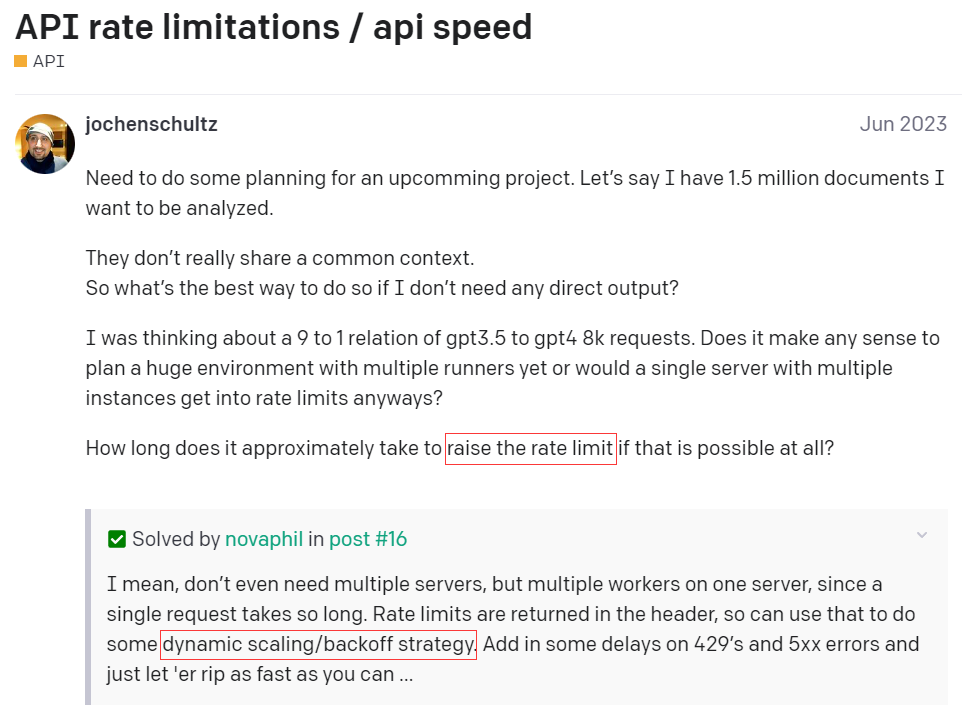 API rate limitations / api speed
API
jochenschultz
Jun 2023
Need to do some planning for an upcomming project. Let’s say I have 1.5 million documents I
want to be analyzed.
They don’t really share a common context.
So what’s the best way to do so if I don’t need any direct output?
I was thinking about a 9 to 1 relation of gpt3.5 to gpt4 8k requests. Does it make any sense to
plan a huge environment with multiple runners yet or would a single server with multiple
instances get into rate limits anyways?
How long does it approximately take to raise the rate limit if that is possible at all?
Solved by novaphil in post #16
I mean, don’t even need multiple servers, but multiple workers on one server, since a
single request takes so long. Rate limits are returned in the header, so can use that to do
some dynamic scaling/backoff strategy. Add in some delays on 429’s and 5xx errors and
just let 'er rip as fast as you can …